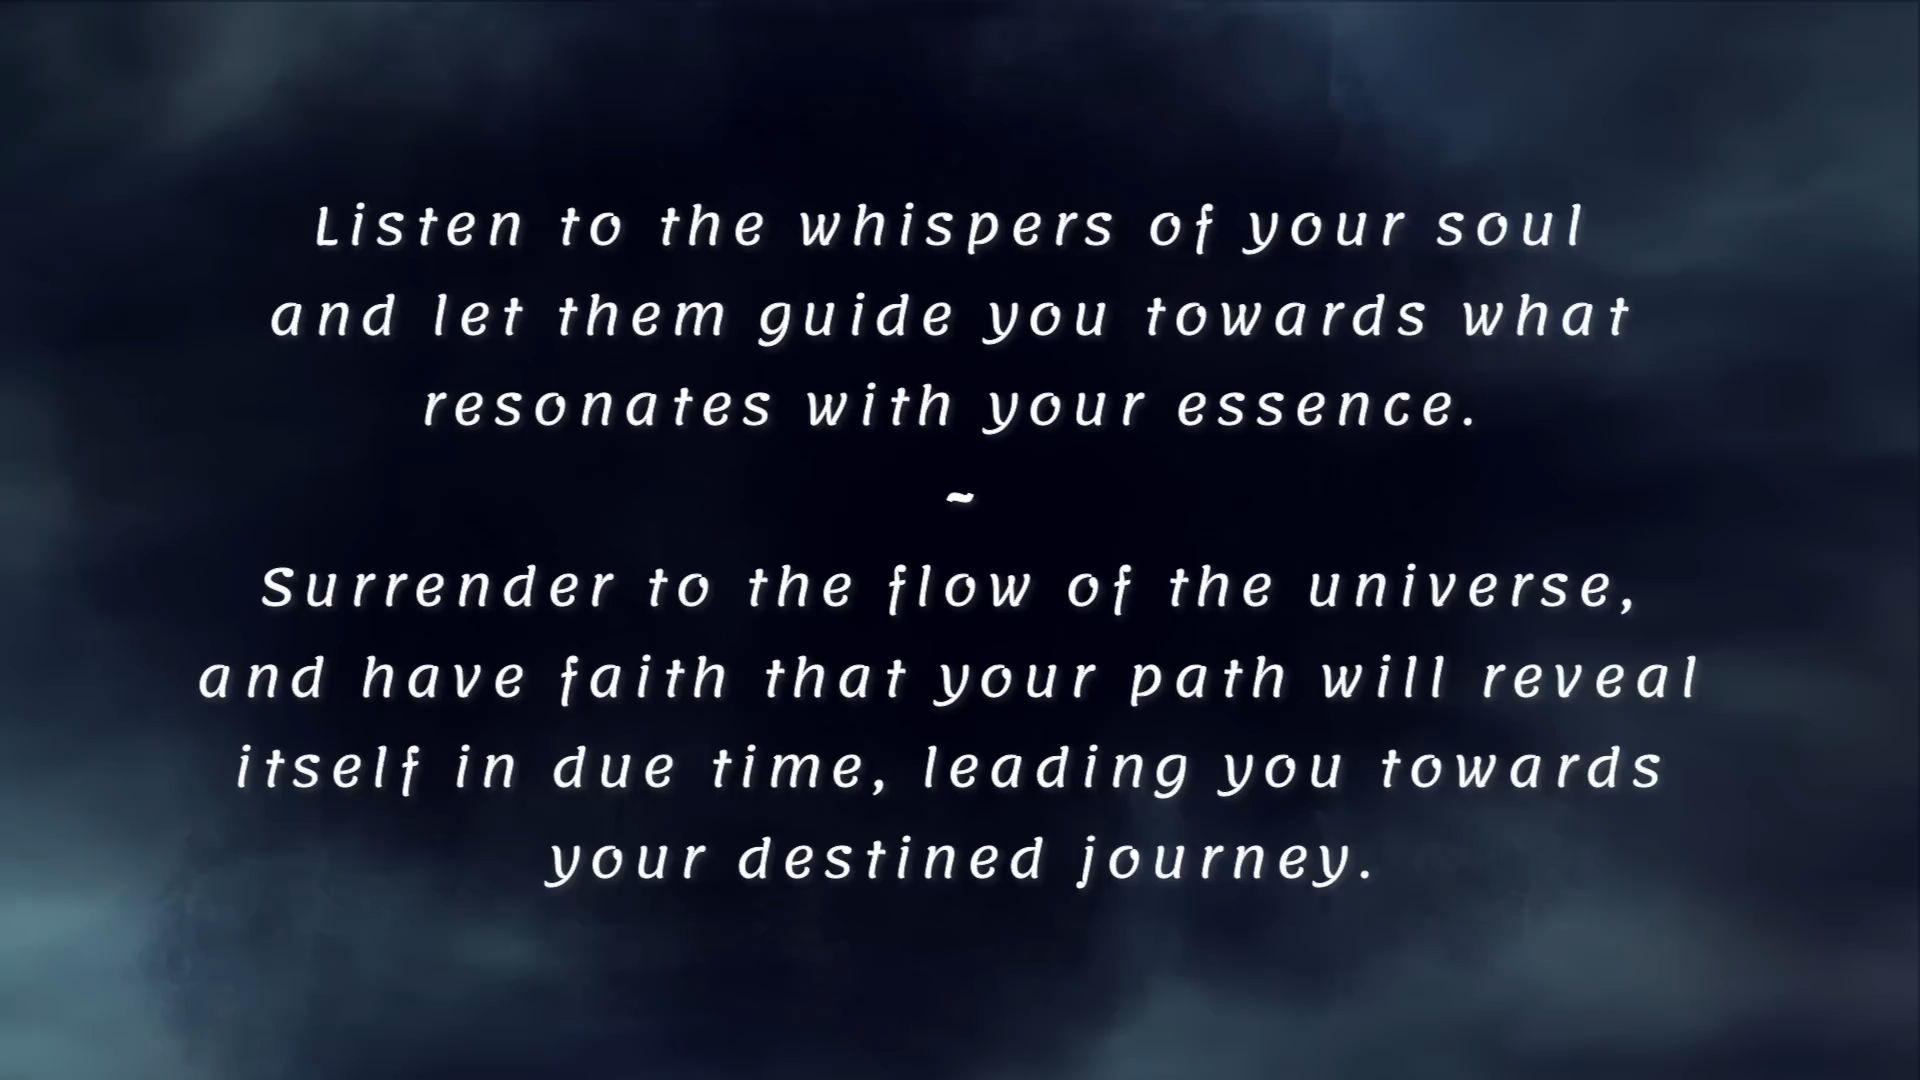 Listen to the whispers of your soul
and let them guide you towards what
resonates with your essence.
~
Surrender to the flow of the universe,
and have faith that your path will reveal
itself in due time, leading you towards
your destined journey.